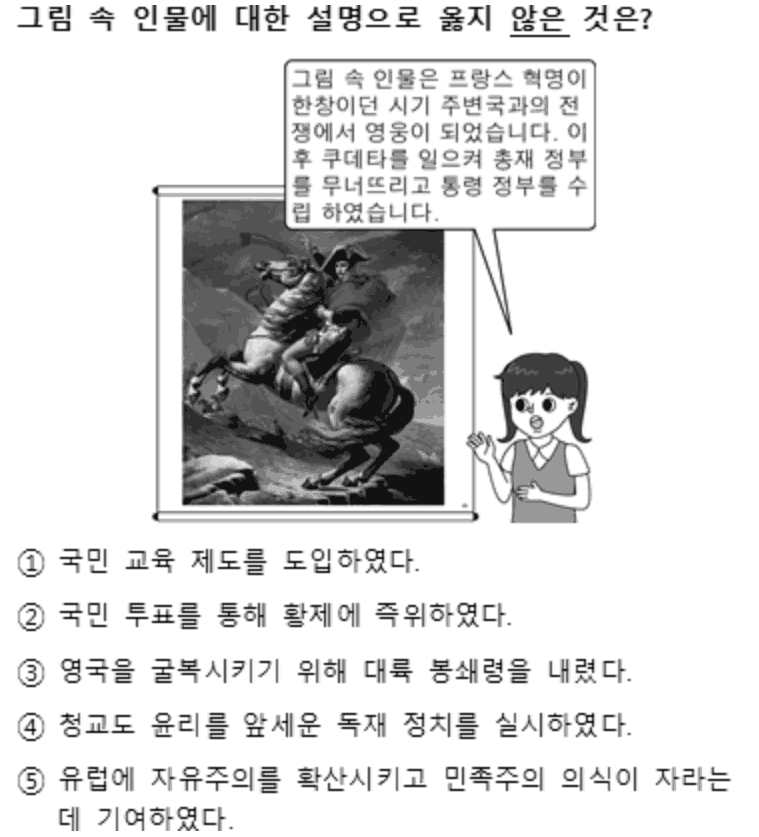 그림 속 인물에 대한 설명으로 옳지 않은 것은?
그림 속 인물은 프랑스 혁명이
한창이던 시기 주변국과의 전
쟁에서 영웅이 되었습니다. 이
후 쿠데타를 일으켜 총재 정부
를 무너뜨리고 통령 정부를 수
립 하였습니다.
① 국민 교육 제도를 도입하였다.
② 국민 투표를 통해 황제에 즉위하였다.
③ 영국을 굴복시키기 위해 대륙 봉쇄령을 내렸다.
④ 청교도 윤리를 앞세운 독재 정치를 실시하였다.
⑤ 유럽에 자유주의를 확산시키고 민족주의 의식이 자라는
데 기여하였다.